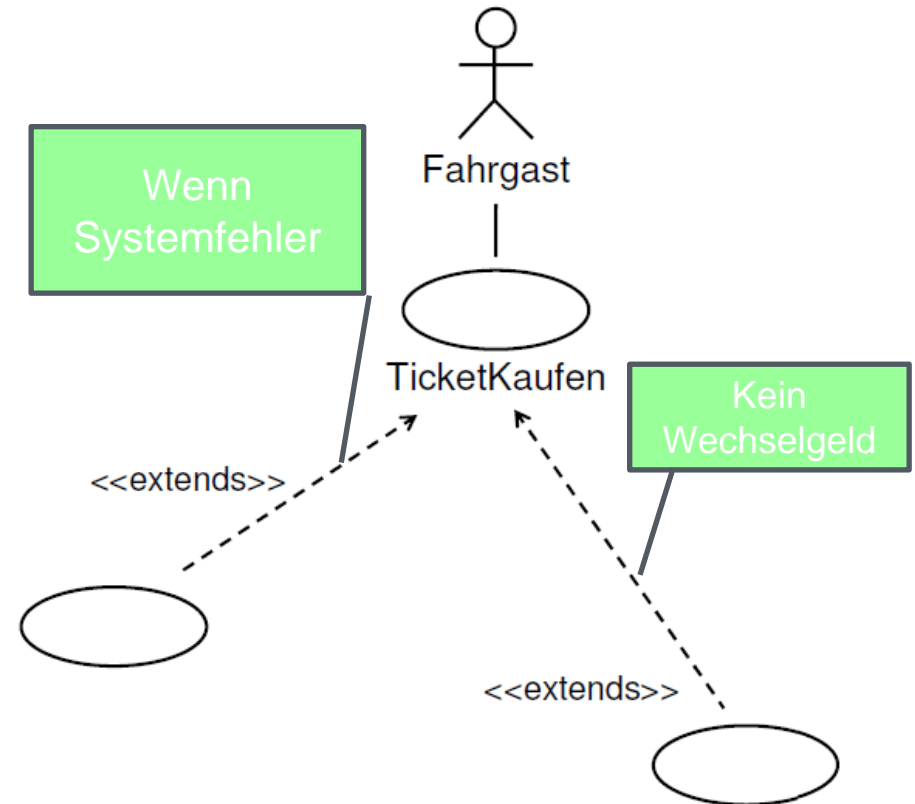 Fahrgast
Wenn
Systemfehler
TicketKaufen
Kein
Wechselgeld
<<extends>>
<<extends>>